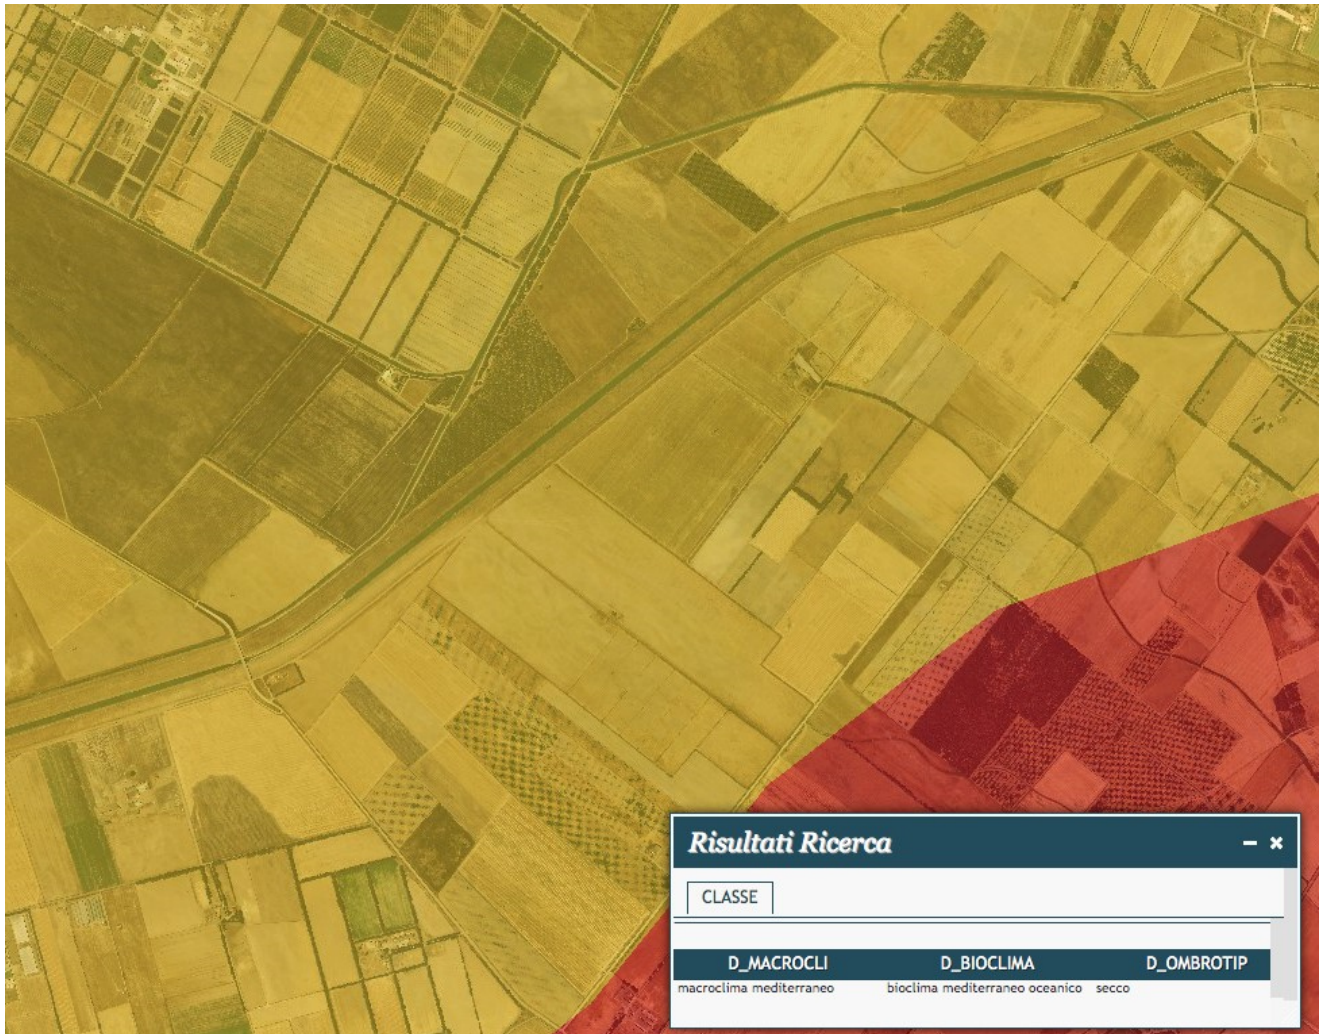 Risultati Ricerca
CLASSE
D_MACROCLI D_BIOCLIMA D_OMBROTIP
macroclima mediterraneo bioclima mediterraneo oceanico secco